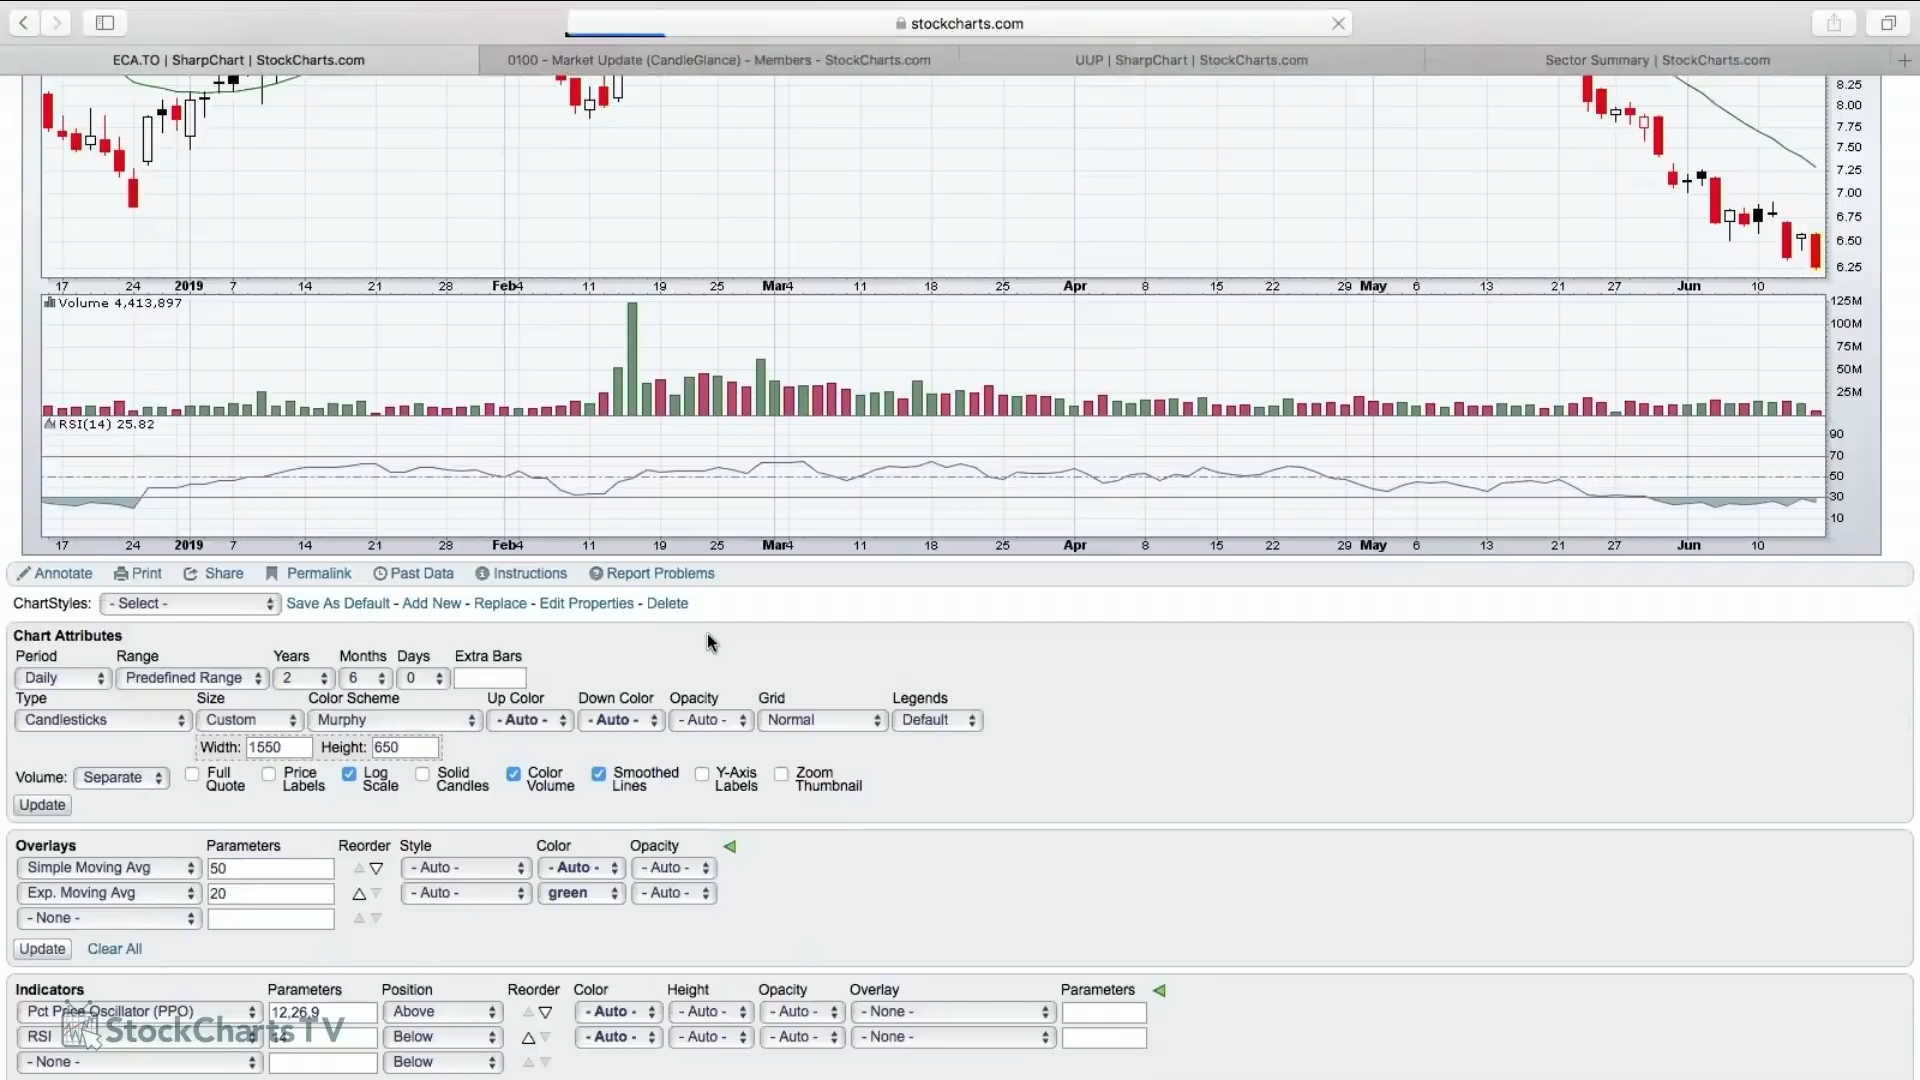 stockcharts.com
ECA.TO | SharpChart | StockCharts.com
0100 - Market Update (CandleGlance) - Members - StockCharts.com
UUP | SharpChart | StockCharts.com
Sector Summary | StockCharts.com
8.25
8.00
7.75
7.50
7.25
7.00
6.75
6.50
6.25
17 24 2019 7 14 21 28 Feb4 11 19 25 Mar4 11 18 25 Apr 8 15 22 29 May 6 13 21 27 Jun 10
Volume 4,413,897
125M
100M
75M
50M
25M
RSI(14) 25.82
90
70
50
30
10
17 24 2019 7 14 21 28 Feb4 11 19 25 Mar4 11 18 25 Apr 8 15 22 29 May 6 13 21 27 Jun 10
Annotate Print Share Permalink Past Data Instructions Report Problems
ChartStyles: - Select - Save As Default - Add New - Replace - Edit Properties - Delete
Chart Attributes
Period Range Years Months Days Extra Bars
Daily Predefined Range 2 6 0
Type Size Color Scheme Up Color Down Color Opacity Grid Legends
Candlesticks Custom Murphy - Auto - - Auto - - Auto - Normal Default
Width: 1550 Height: 650
Volume: Separate Full Quote Price Labels Log Scale Solid Candles Color Volume Smoothed Lines Y-Axis Labels Zoom Thumbnail
Update
Overlays Parameters Reorder Style Color Opacity
Simple Moving Avg 50 - Auto - - Auto - - Auto -
Exp. Moving Avg 20 - Auto - green - Auto -
- None -
Update Clear All
Indicators Parameters Position Reorder Color Height Opacity Overlay Parameters
Pct Price Oscillator (PPO) 12,26,9 Above - Auto - - Auto - - Auto - - None -
RSI 14 Below - Auto - - Auto - - Auto - - None -
StockCharts TV
- None - Below